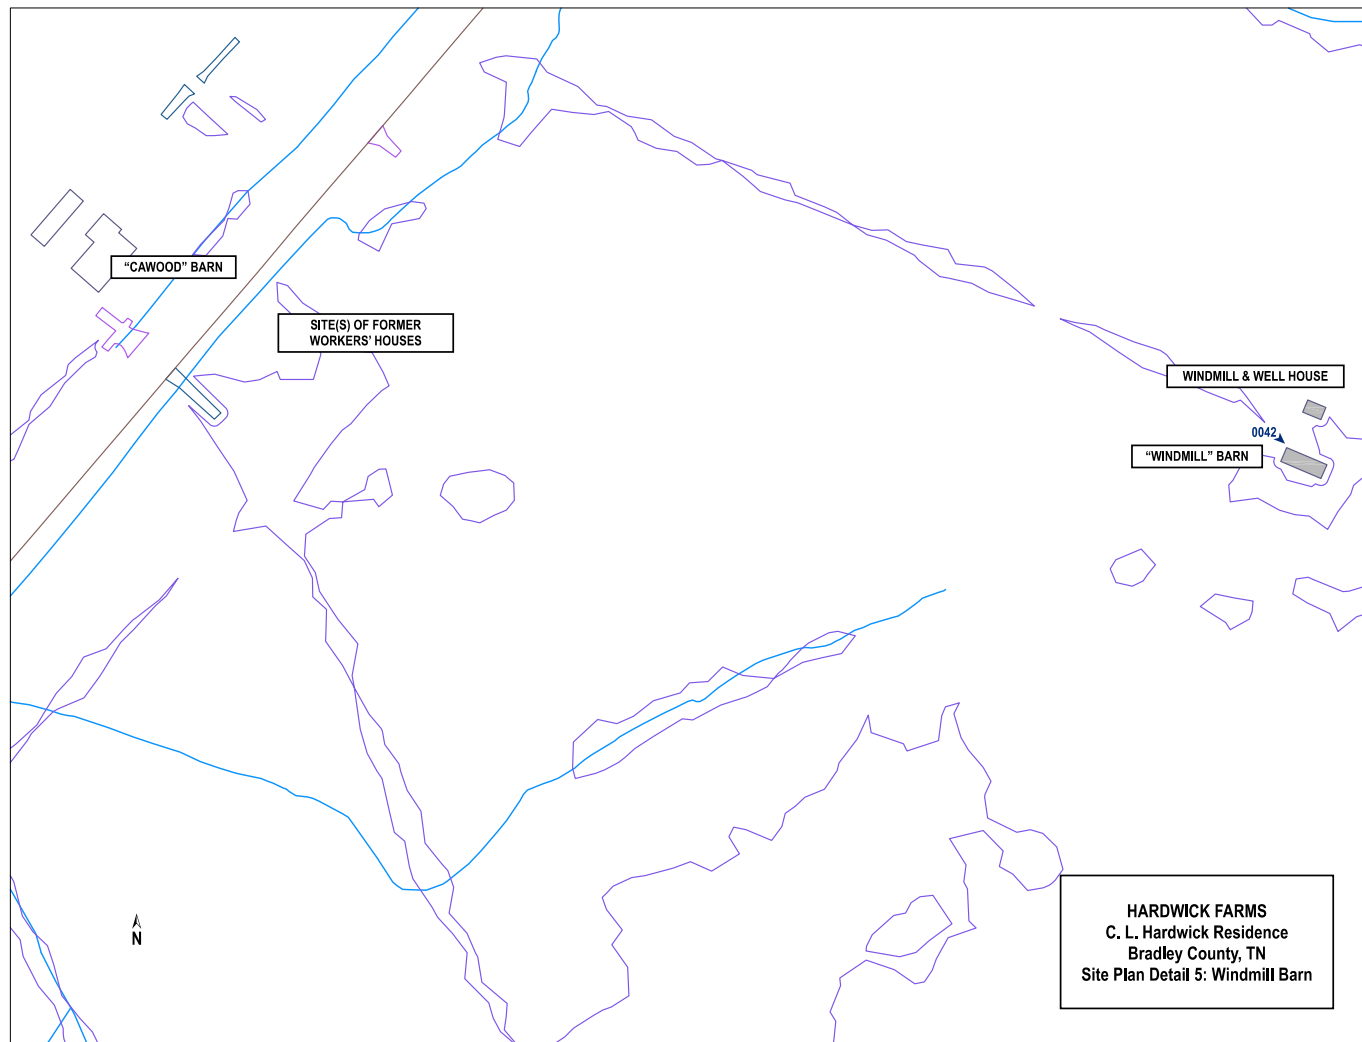 “CAWOOD” BARN
SITE(S) OF FORMER
WORKERS’ HOUSES
WINDMILL & WELL HOUSE
0042
“WINDMILL” BARN
N
HARDWICK FARMS
C. L. Hardwick Residence
Bradley County, TN
Site Plan Detail 5: Windmill Barn